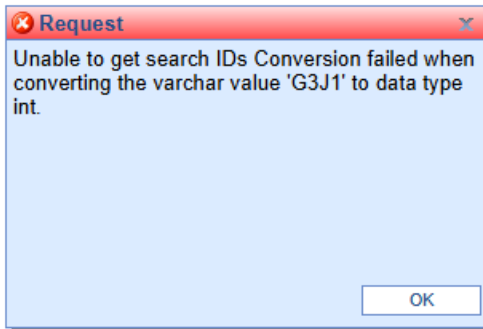 Request
Unable to get search IDs Conversion failed when
converting the varchar value 'G3J1' to data type
int.
OK